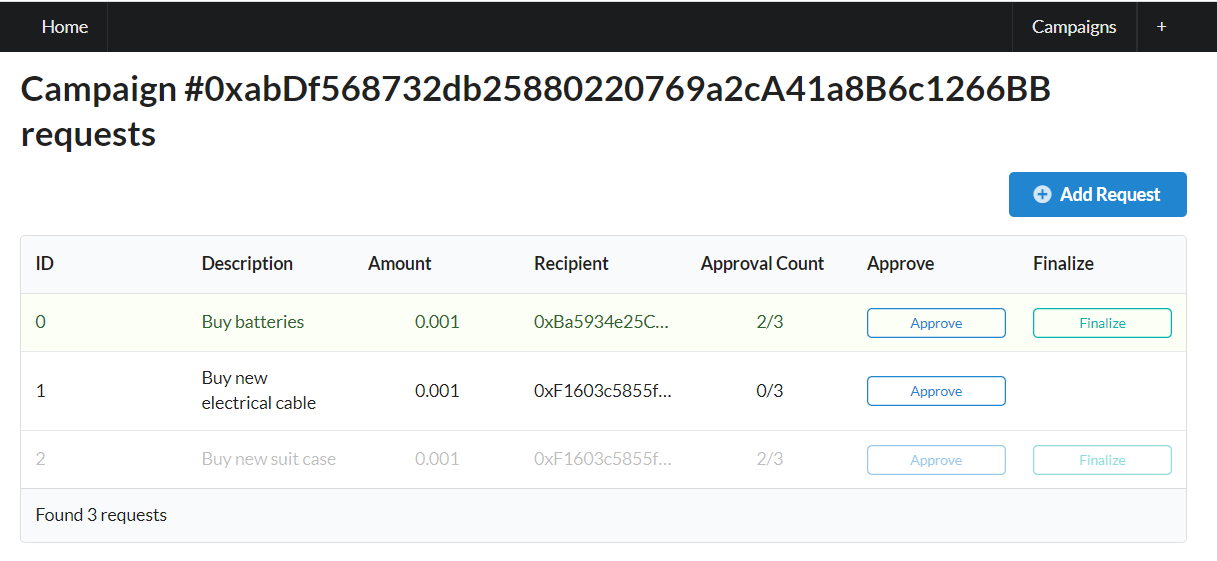 Home Campaigns +
Campaign #0xabDf568732db25880220769a2cA41a8B6c1266BB
requests
Add Request
ID Description Amount Recipient Approval Count Approve Finalize
0 Buy batteries 0.001 0xBa5934e25C... 2/3 Approve Finalize
1 Buy new electrical cable 0.001 0xF1603c5855f... 0/3 Approve
2 Buy new suit case 0.001 0xF1603c5855f... 2/3 Approve Finalize
Found 3 requests